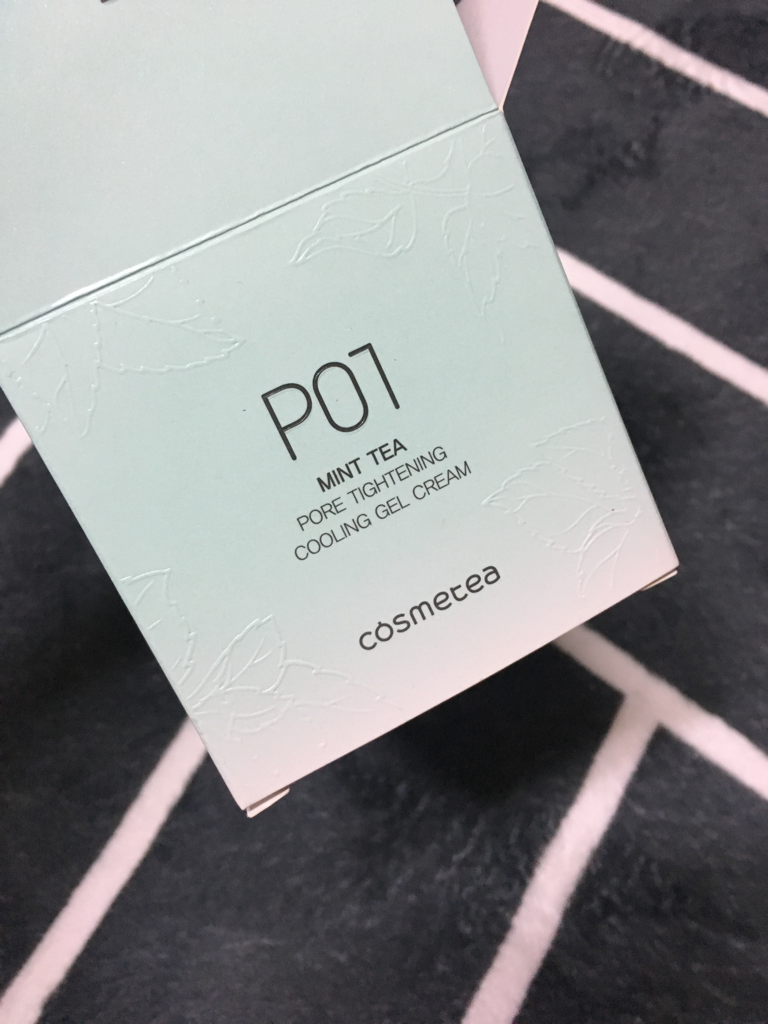 P01
MINT TEA
PORE TIGHTENING
COOLING GEL CREAM
cosmetea